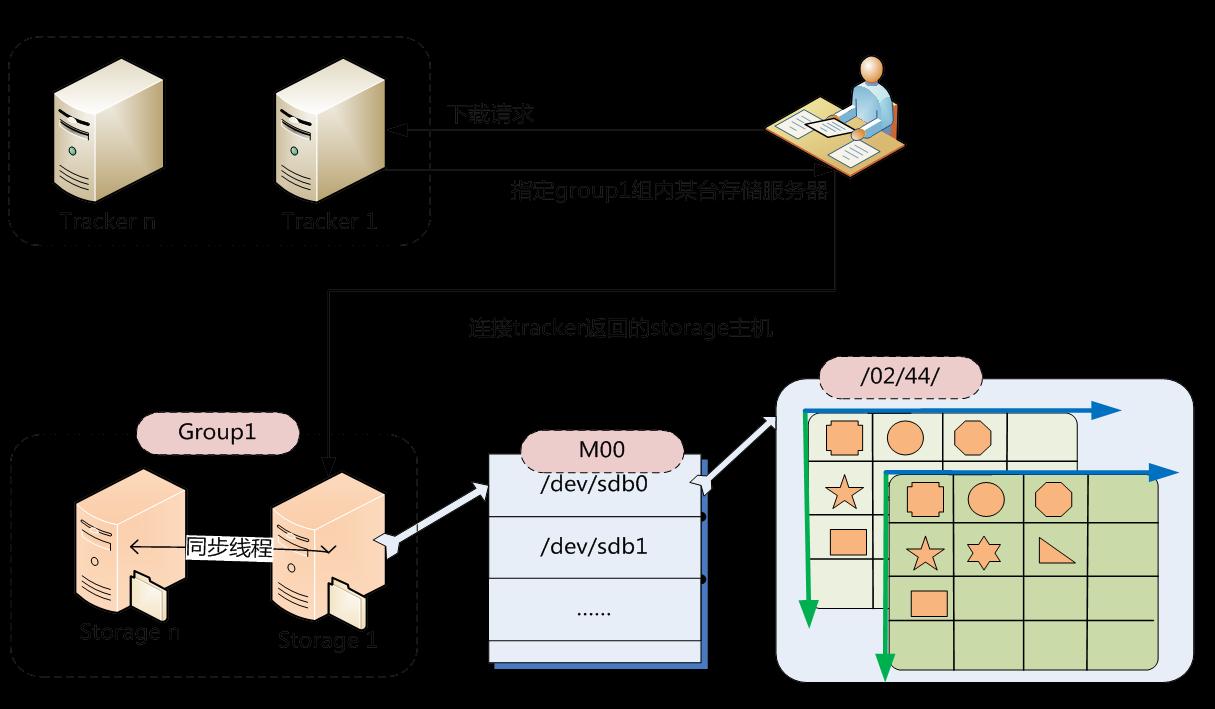 下载请求
指定group1组内某台存储服务器
Tracker n
Tracker 1
连接tracker返回的storage主机
/02/44/
Group1
M00
/dev/sdb0
同步线程
/dev/sdb1
......
Storage n
Storage 1